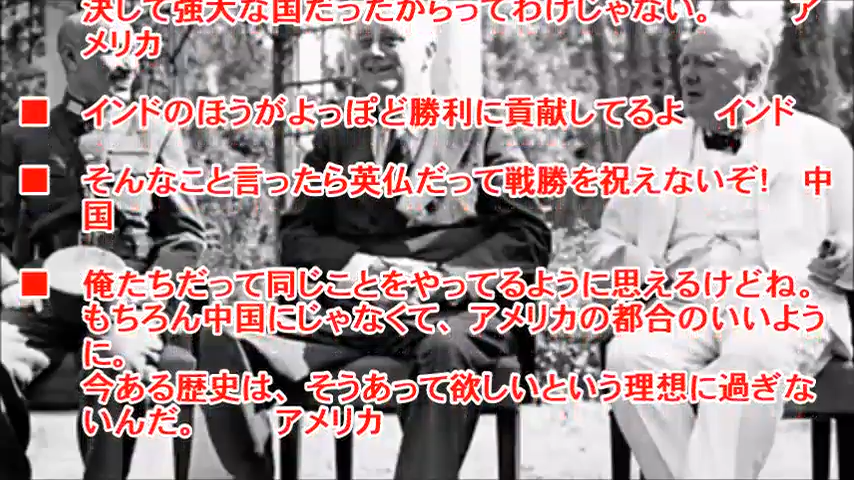 決して強大な国だったからってわけじゃない。 ア
メリカ
■ インドのほうがよっぽど勝利に貢献してるよ インド
■ そんなこと言ったら英仏だって戦勝を祝えないぞ! 中
国
■ 俺たちだって同じことをやってるように思えるけどね。
もちろん中国にじゃなくて、アメリカの都合のいいよう
に。
今ある歴史は、そうあって欲しいという理想に過ぎな
いんだ。 アメリカ